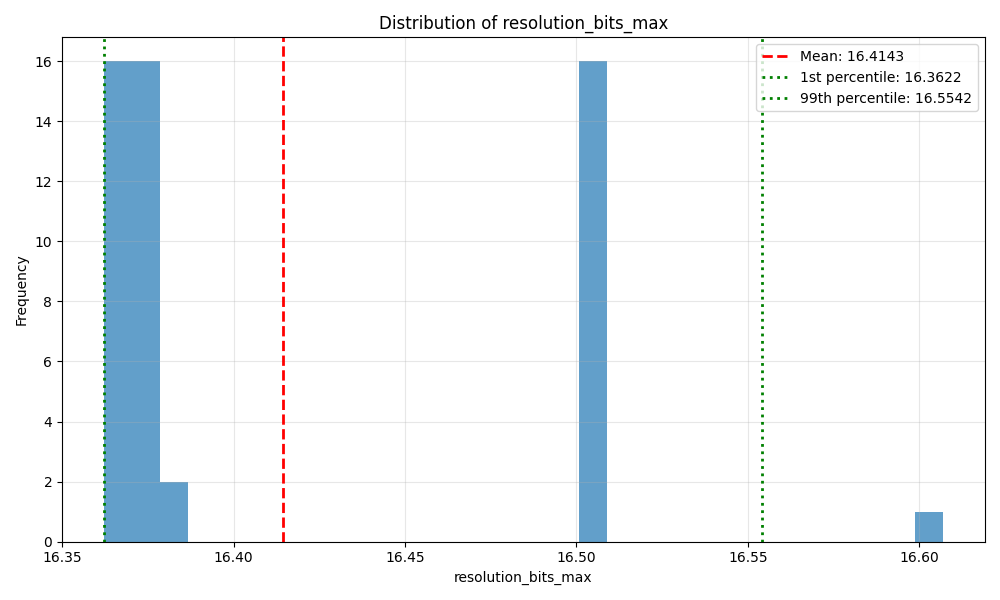 Distribution of resolution_bits_max
Mean: 16.4143
1st percentile: 16.3622
99th percentile: 16.5542
Frequency
16
14
12
10
8
6
4
2
0
16.35
16.40
16.45
16.50
16.55
16.60
resolution_bits_max